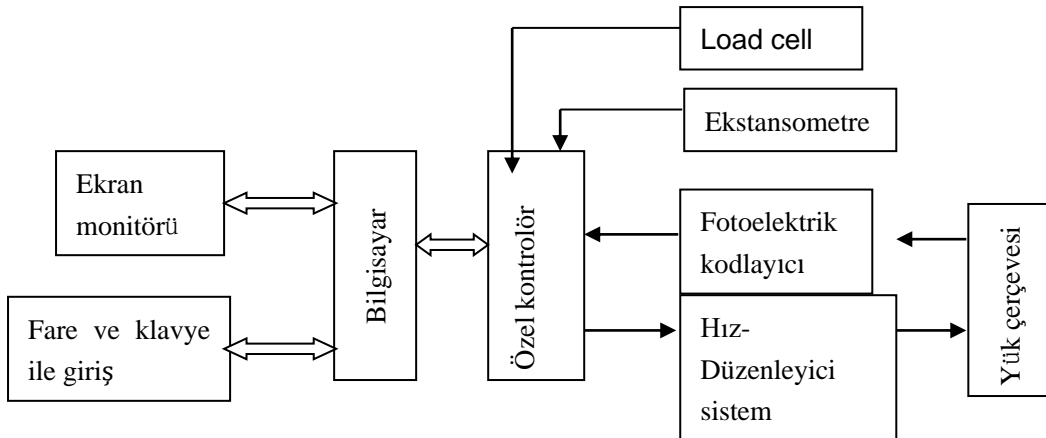 Load cell
Ekstansometre
Ekran
monitörü
Fare ve klavye
ile giriş
Bilgisayar
Özel kontrolör
Fotoelektrik
kodlayıcı
Hız-
Düzenleyici
sistem
Yük çerçevesi